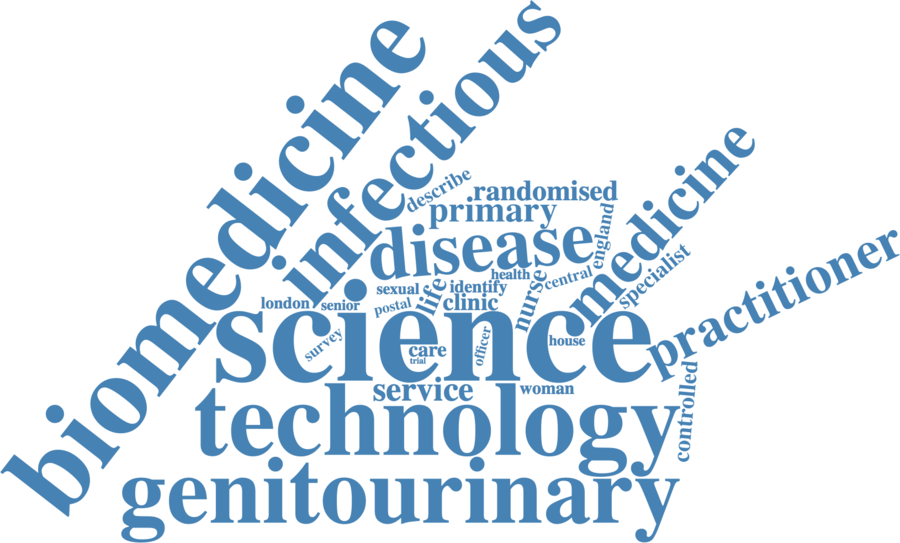 biomedicine
infectious
describe
randomised
primary
medicine
england
disease
practitioner
health
central
specialist
sexual
identify
life
nurse
london
senior
postal
clinic
science
survey
officer
house
care
trial
service
woman
controlled
technology
genitourinary